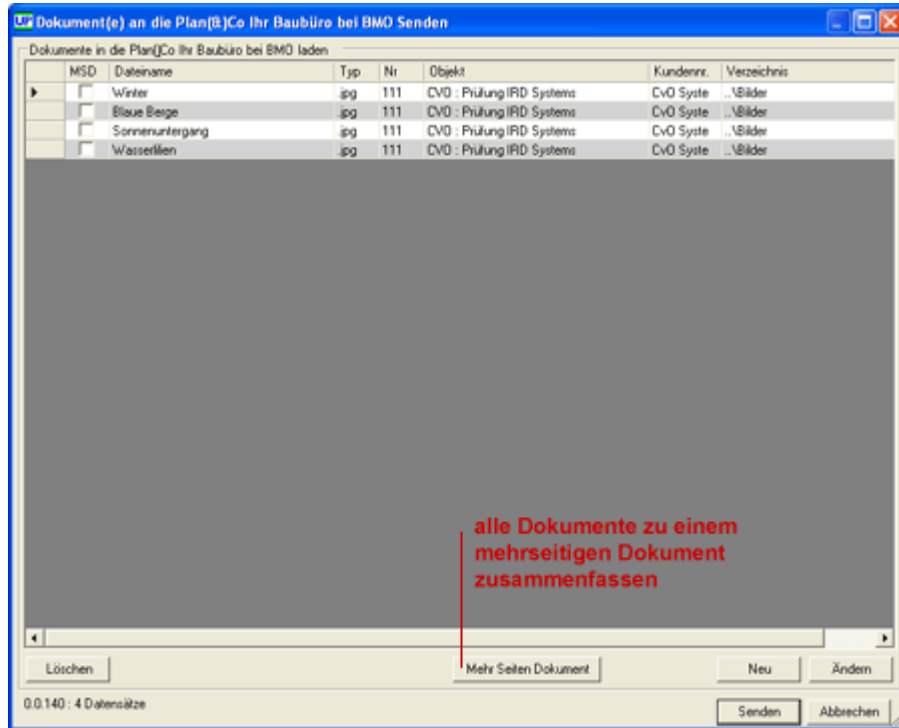 Dokument(e) an die Plan(&)Co Ihr Baubüro bei BMO Senden
Dokumente in die Plan()Co Ihr Baubüro bei BMO laden
MSD Dateiname Typ Nr Objekt Kundennr. Verzeichnis
Winter .jpg 111 CVO : Prüfung IRD Systems CvO Syste ..\Bilder
Blaue Berge .jpg 111 CVO : Prüfung IRD Systems CvO Syste ..\Bilder
Sonnenuntergang .jpg 111 CVO : Prüfung IRD Systems CvO Syste ..\Bilder
Wasserlilien .jpg 111 CVO : Prüfung IRD Systems CvO Syste ..\Bilder
alle Dokumente zu einem
mehrseitigen Dokument
zusammenfassen
Löschen Mehr Seiten Dokument Neu Ändern
0.0.140 : 4 Datensätze
Senden Abbrechen